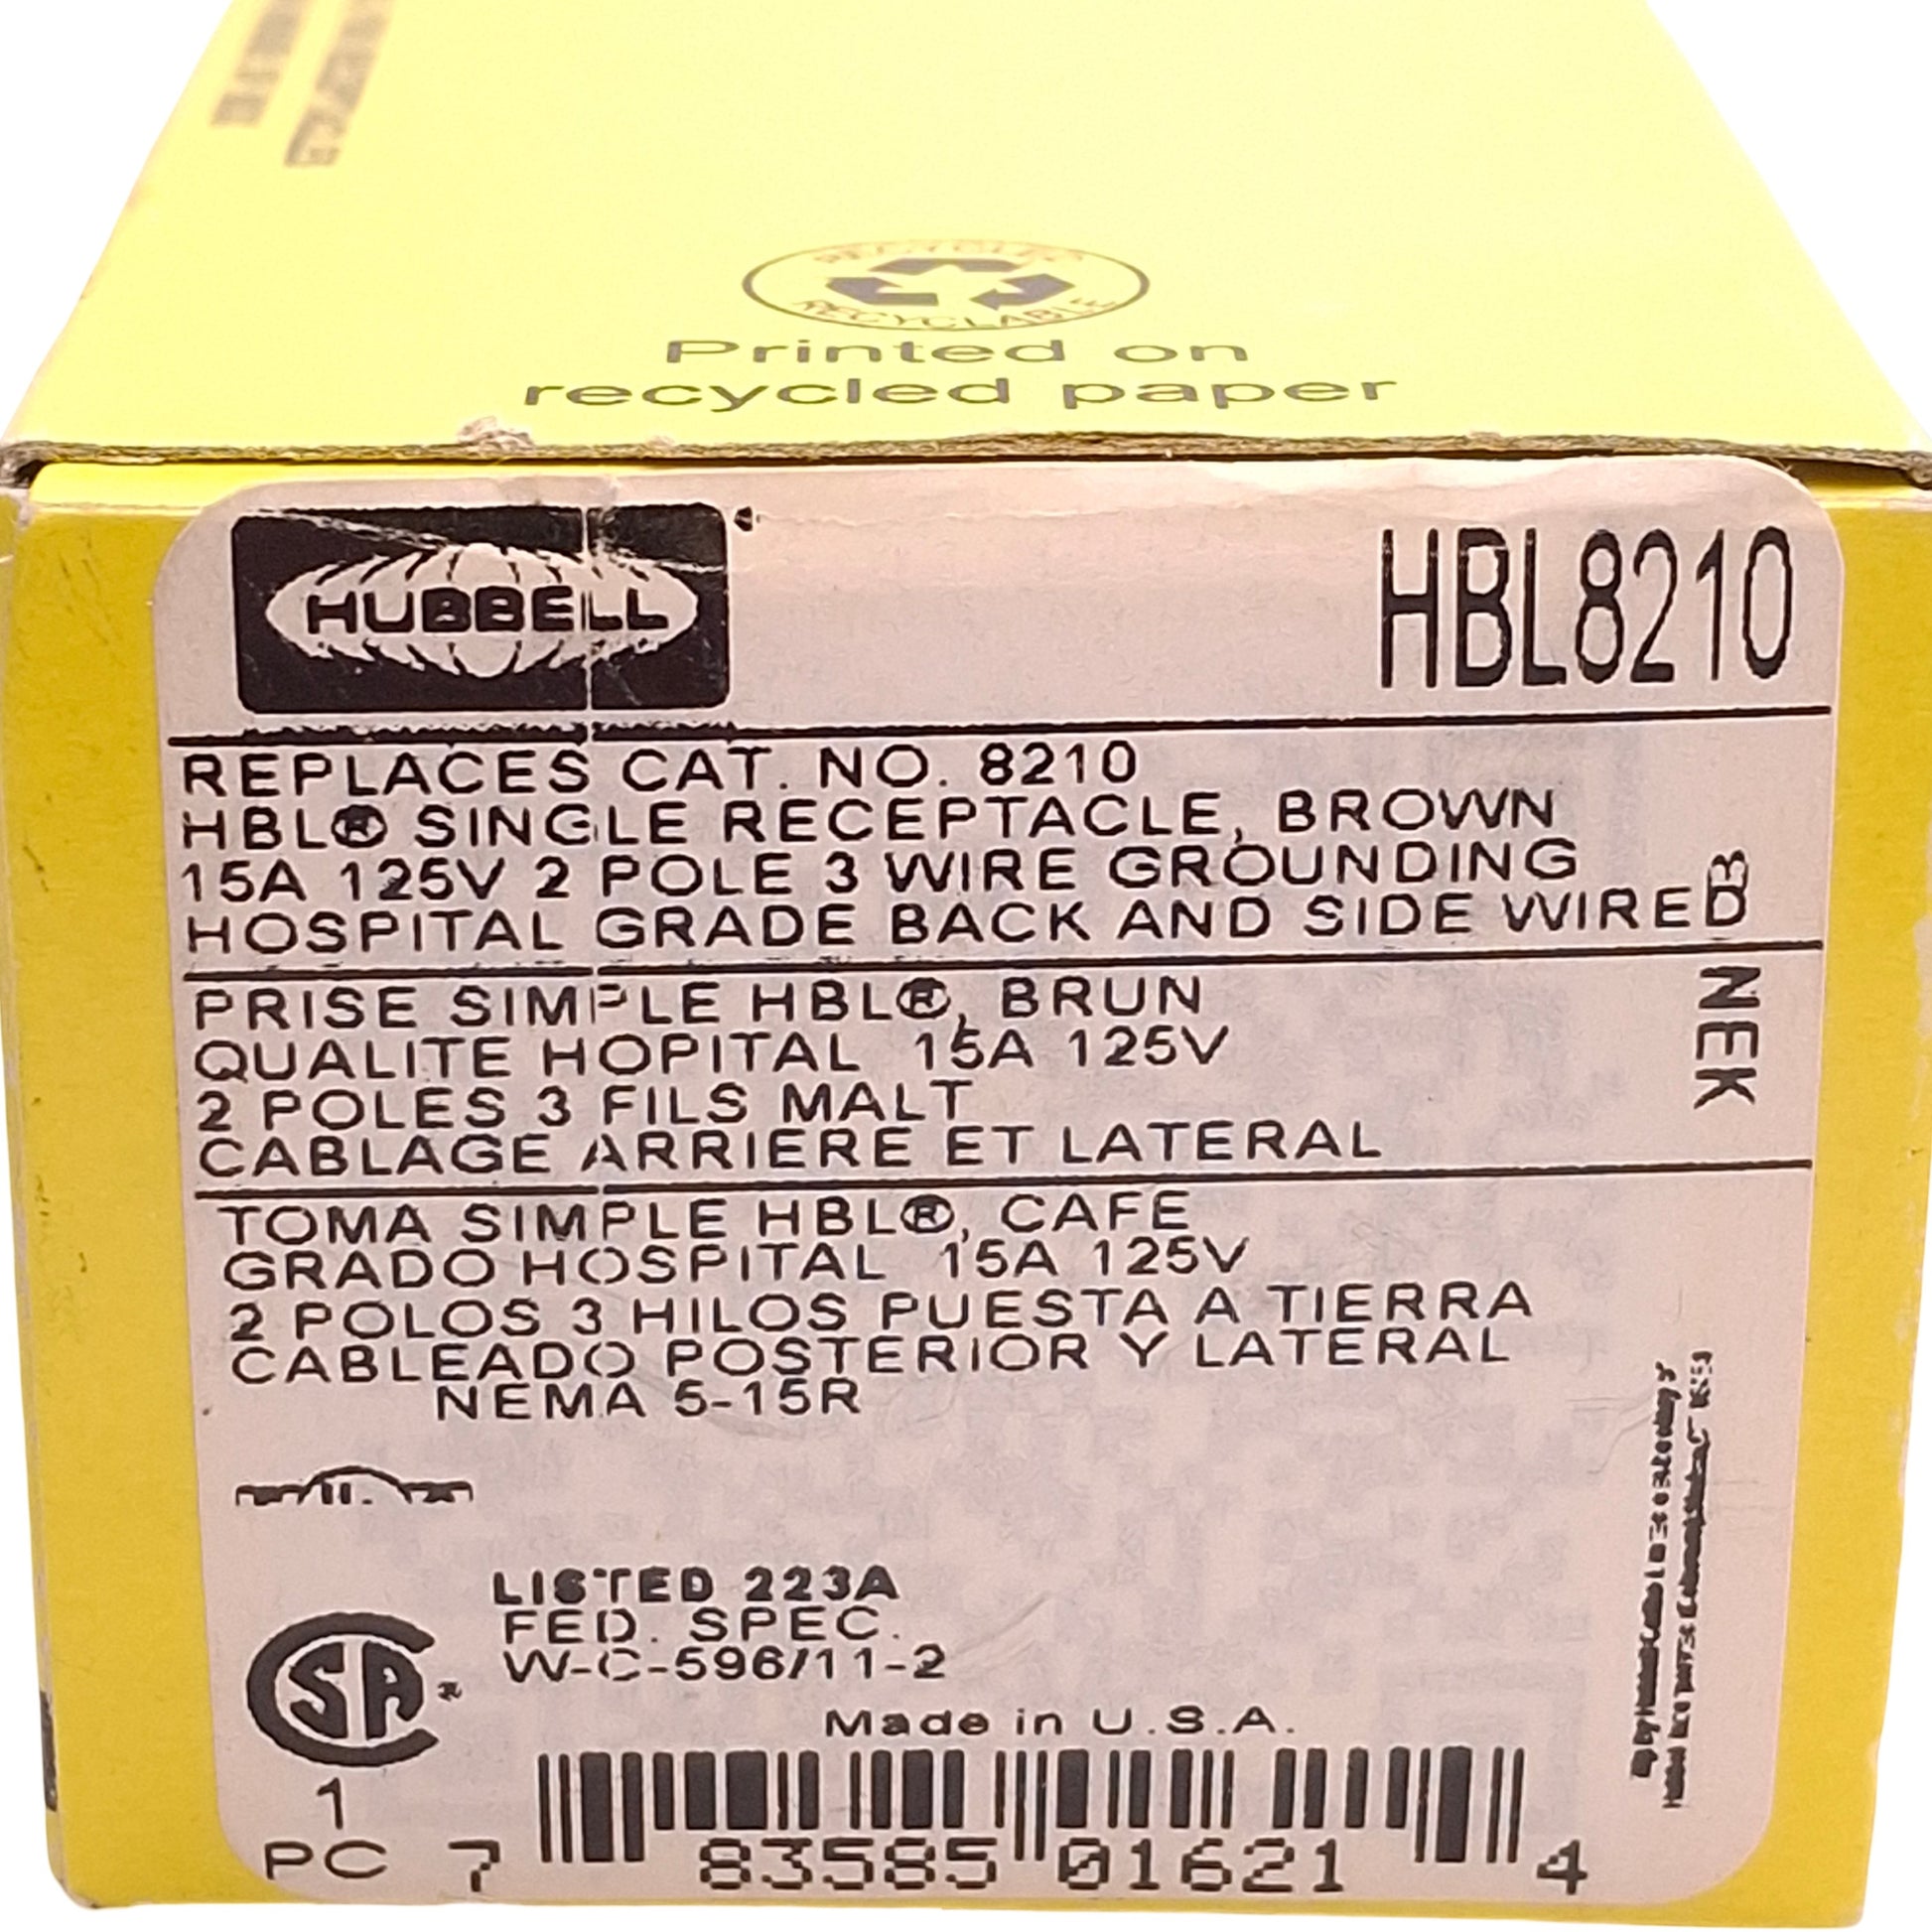 RECYCLABLE
Printed on
recycled paper
HUBBELL
HBL8210
REPLACES CAT. NO. 8210
HBL® SINGLE RECEPTACLE, BROWN
15A 125V 2 POLE 3 WIRE GROUNDING
HOSPITAL GRADE BACK AND SIDE WIRED
PRISE SIMPLE HBL®, BRUN
QUALITE HOPITAL 15A 125V
2 POLES 3 FILS MALT
CABLAGE ARRIERE ET LATERAL
TOMA SIMPLE HBL®, CAFE
GRADO HOSPITAL 15A 125V
2 POLOS 3 HILOS PUESTA A TIERRA
CABLEADO POSTERIOR Y LATERAL
NEMA 5-15R
NEK
LISTED 223A
FED. SPEC.
W-C-596/11-2
SA
Made in U.S.A.
1
PC
7 83585 01621 4